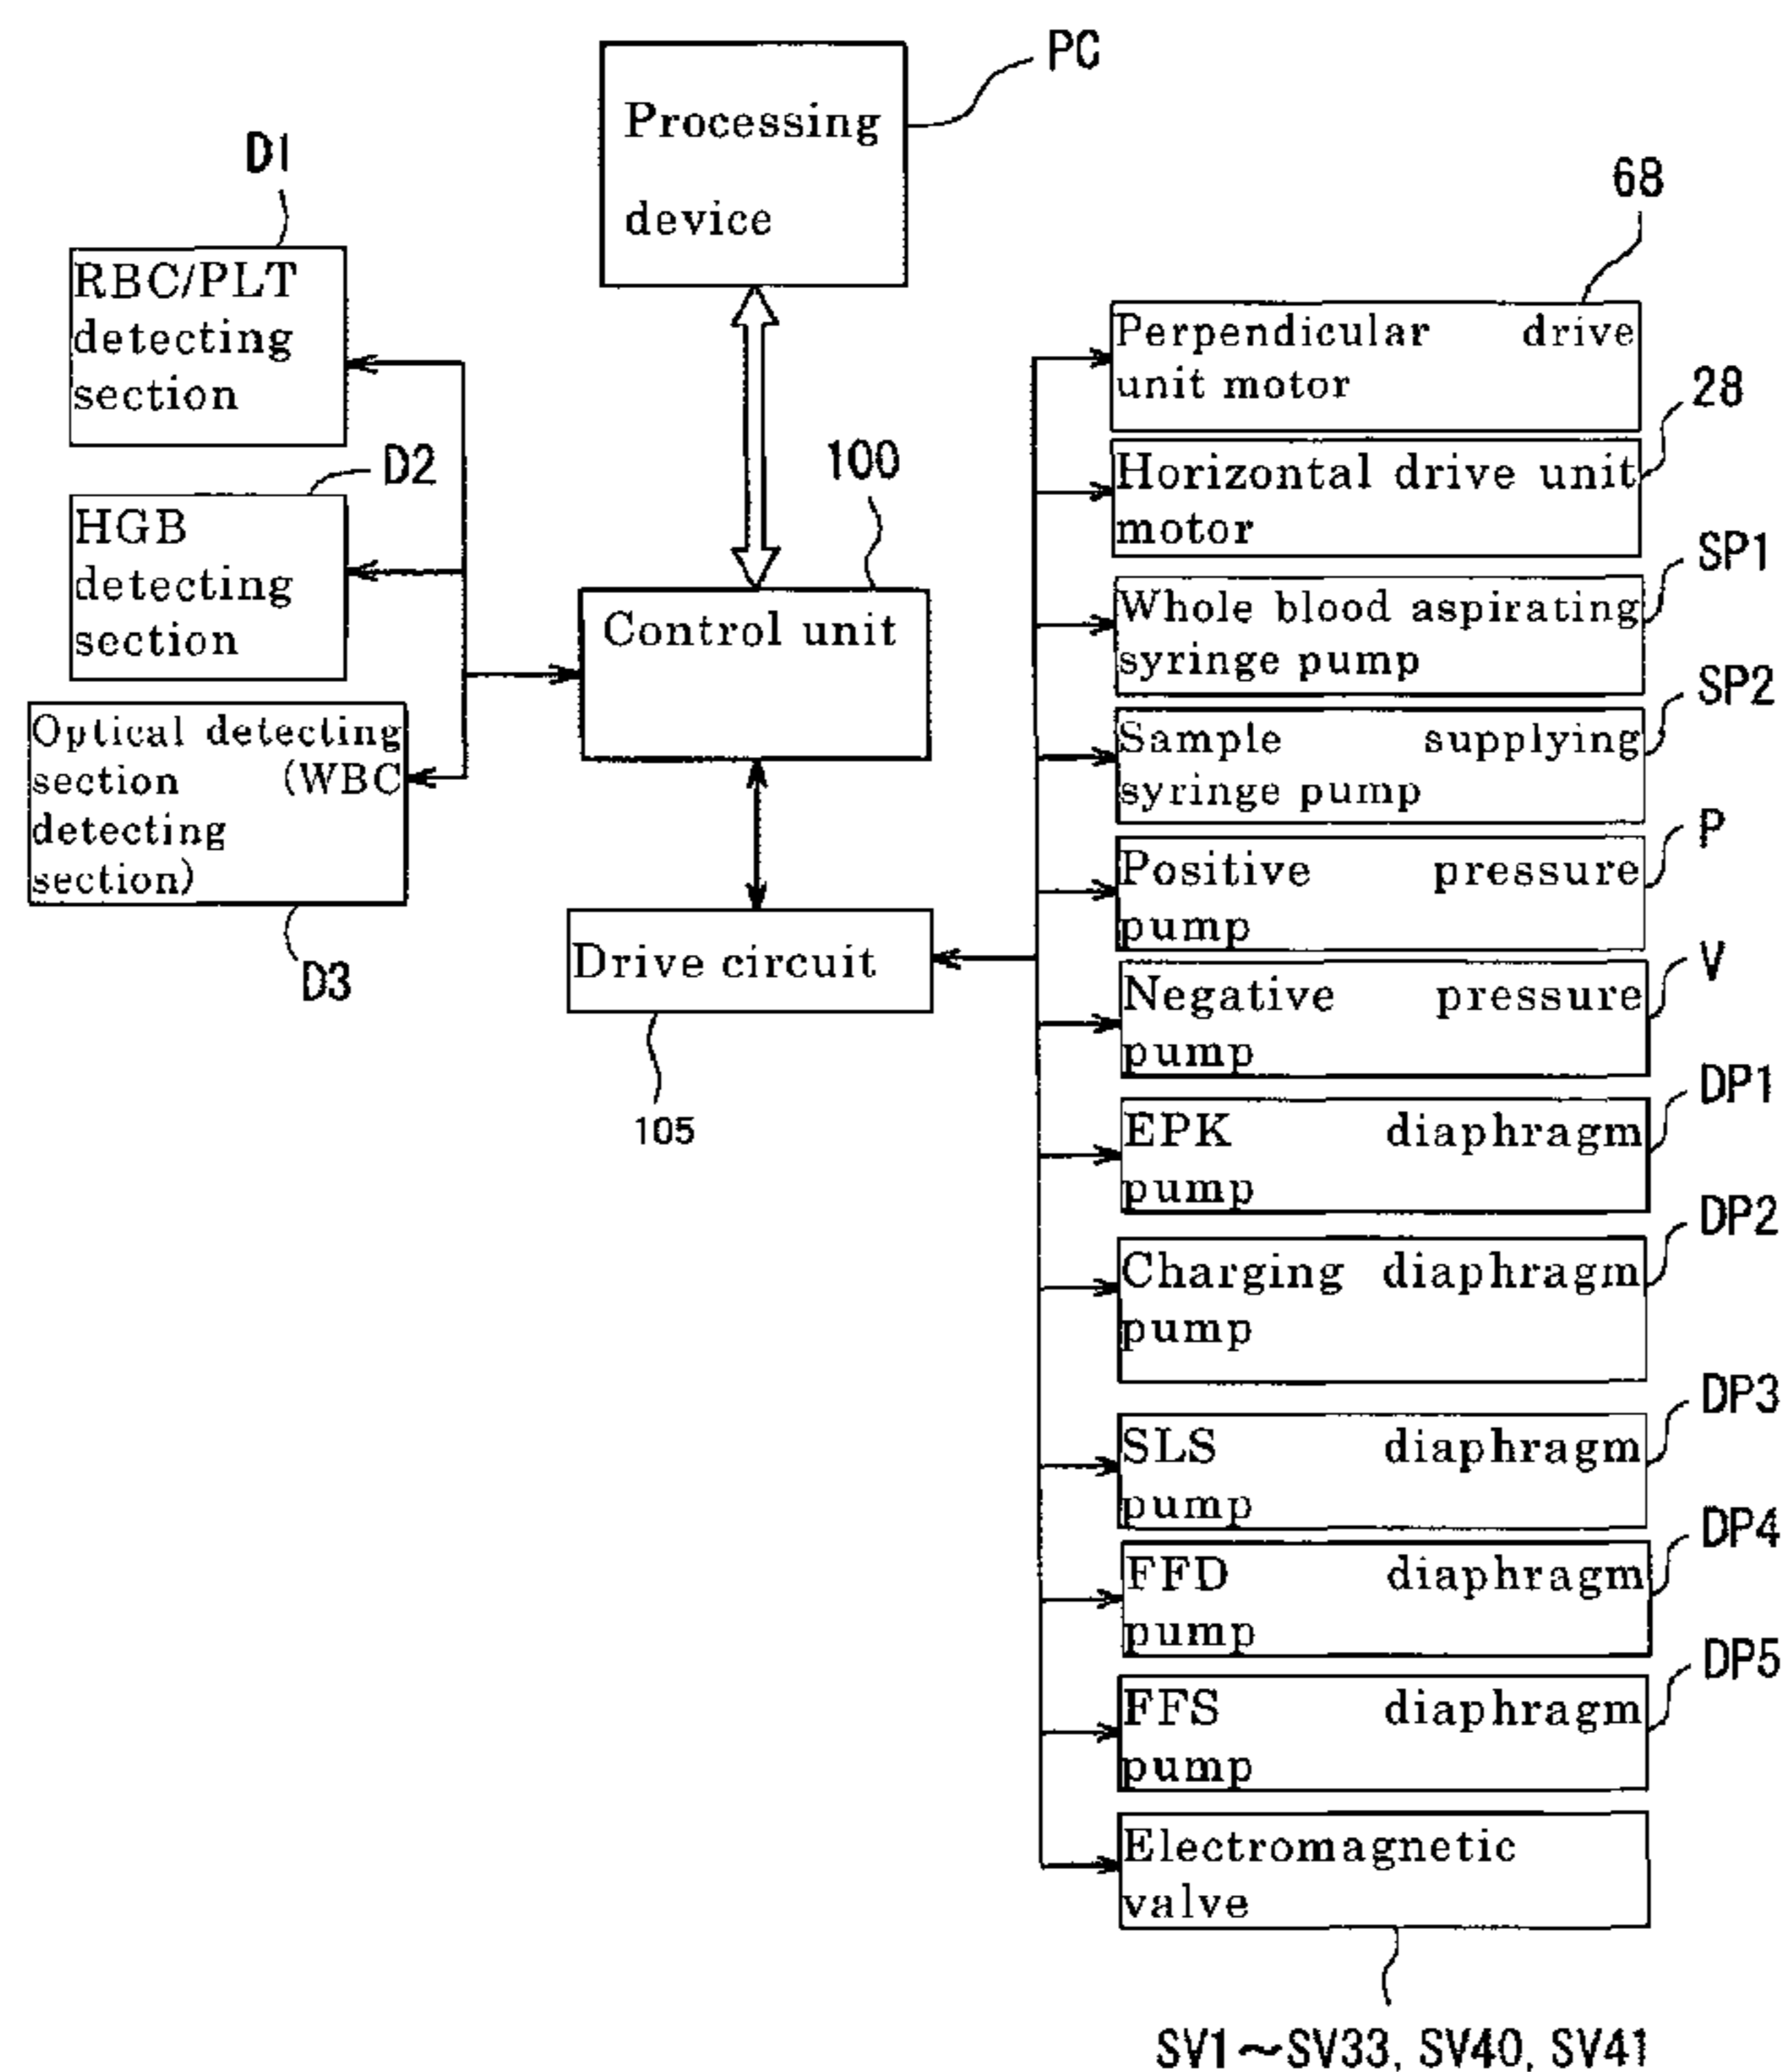 PC
Processing
device
D1
RBC/PLT
detecting
section
D2
HGB
detecting
section
Optical detecting
section (WBC
detecting
section)
D3
100
Control unit
Drive circuit
105
68
Perpendicular drive
unit motor
28
Horizontal drive unit
motor
SP1
Whole blood aspirating
syringe pump
SP2
Sample supplying
syringe pump
P
Positive pressure
pump
V
Negative pressure
pump
DP1
EPK diaphragm
pump
DP2
Charging diaphragm
pump
DP3
SLS diaphragm
pump
DP4
FFD diaphragm
pump
DP5
FFS diaphragm
pump
Electromagnetic
valve
SV1~SV33, SV40, SV41